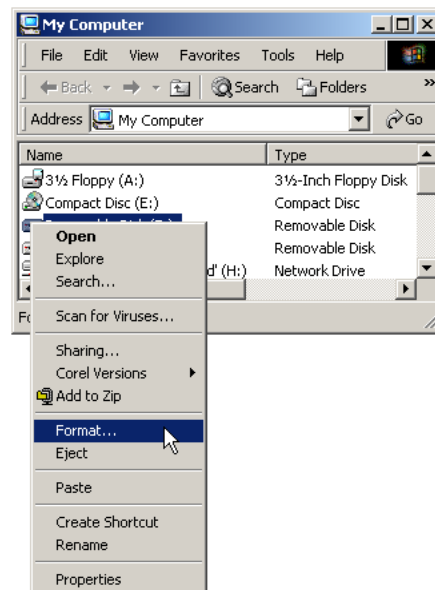 My Computer
File Edit View Favorites Tools Help
Back Search Folders »
Address My Computer Go
Name Type
3½ Floppy (A:) 3½-Inch Floppy Disk
Compact Disc (E:) Compact Disc
Removable Disk
Removable Disk
d' (H:) Network Drive
Open
Explore
Search...
Scan for Viruses...
Sharing...
Corel Versions
Add to Zip
Format...
Eject
Paste
Create Shortcut
Rename
Properties